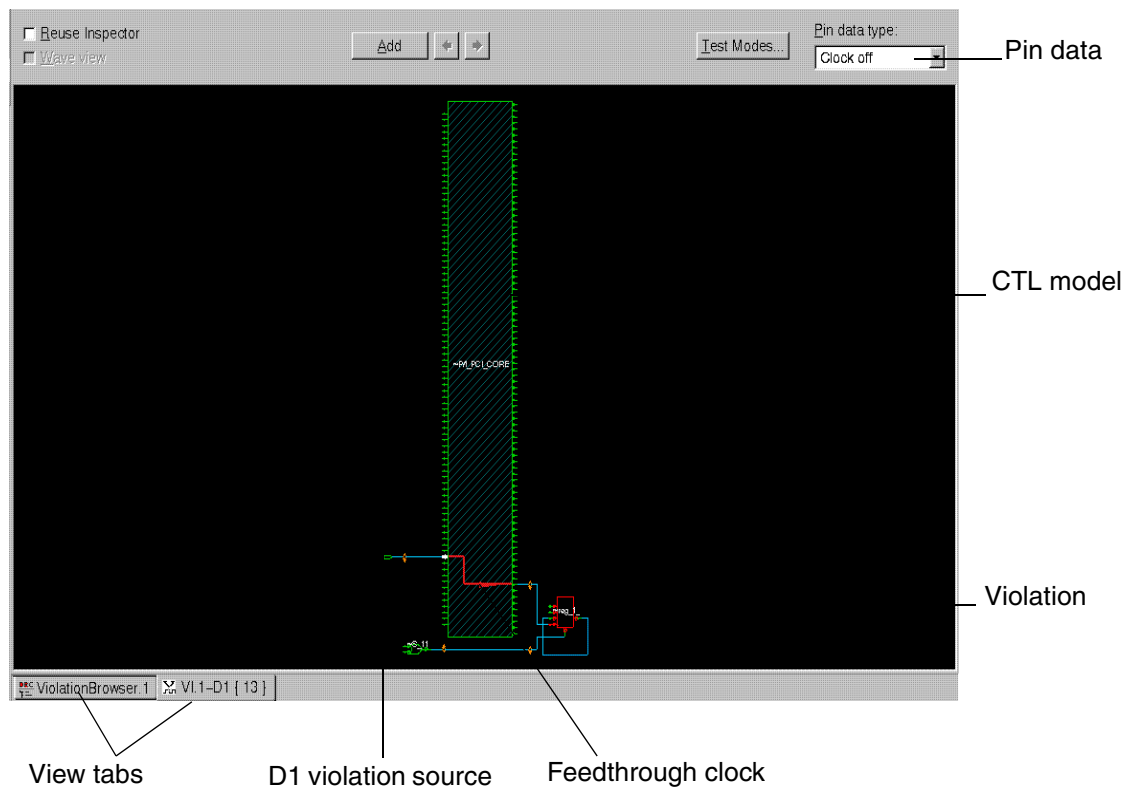 Reuse Inspector
Wave view
Add
Test Modes...
Pin data type:
Clock off
Pin data
CTL model
Violation
ViolationBrowser.1
VI.1–D1 { 13 }
View tabs
D1 violation source
Feedthrough clock